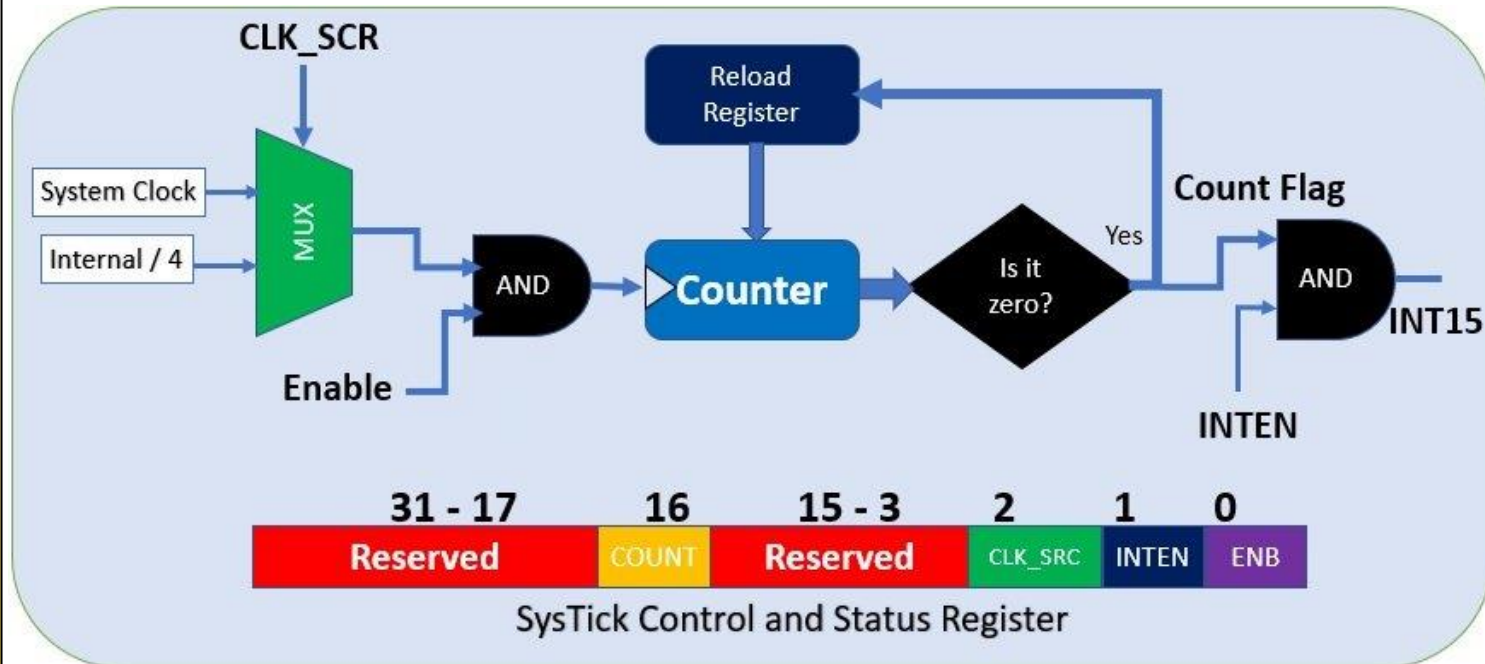 CLK_SCR
Reload
Register
System Clock
MUX
Internal / 4
Count Flag
Yes
AND
Counter
Is it
zero?
AND
INT15
Enable
INTEN
31 - 17 16 15 - 3 2 1 0
Reserved COUNT Reserved CLK_SRC INTEN ENB
SysTick Control and Status Register